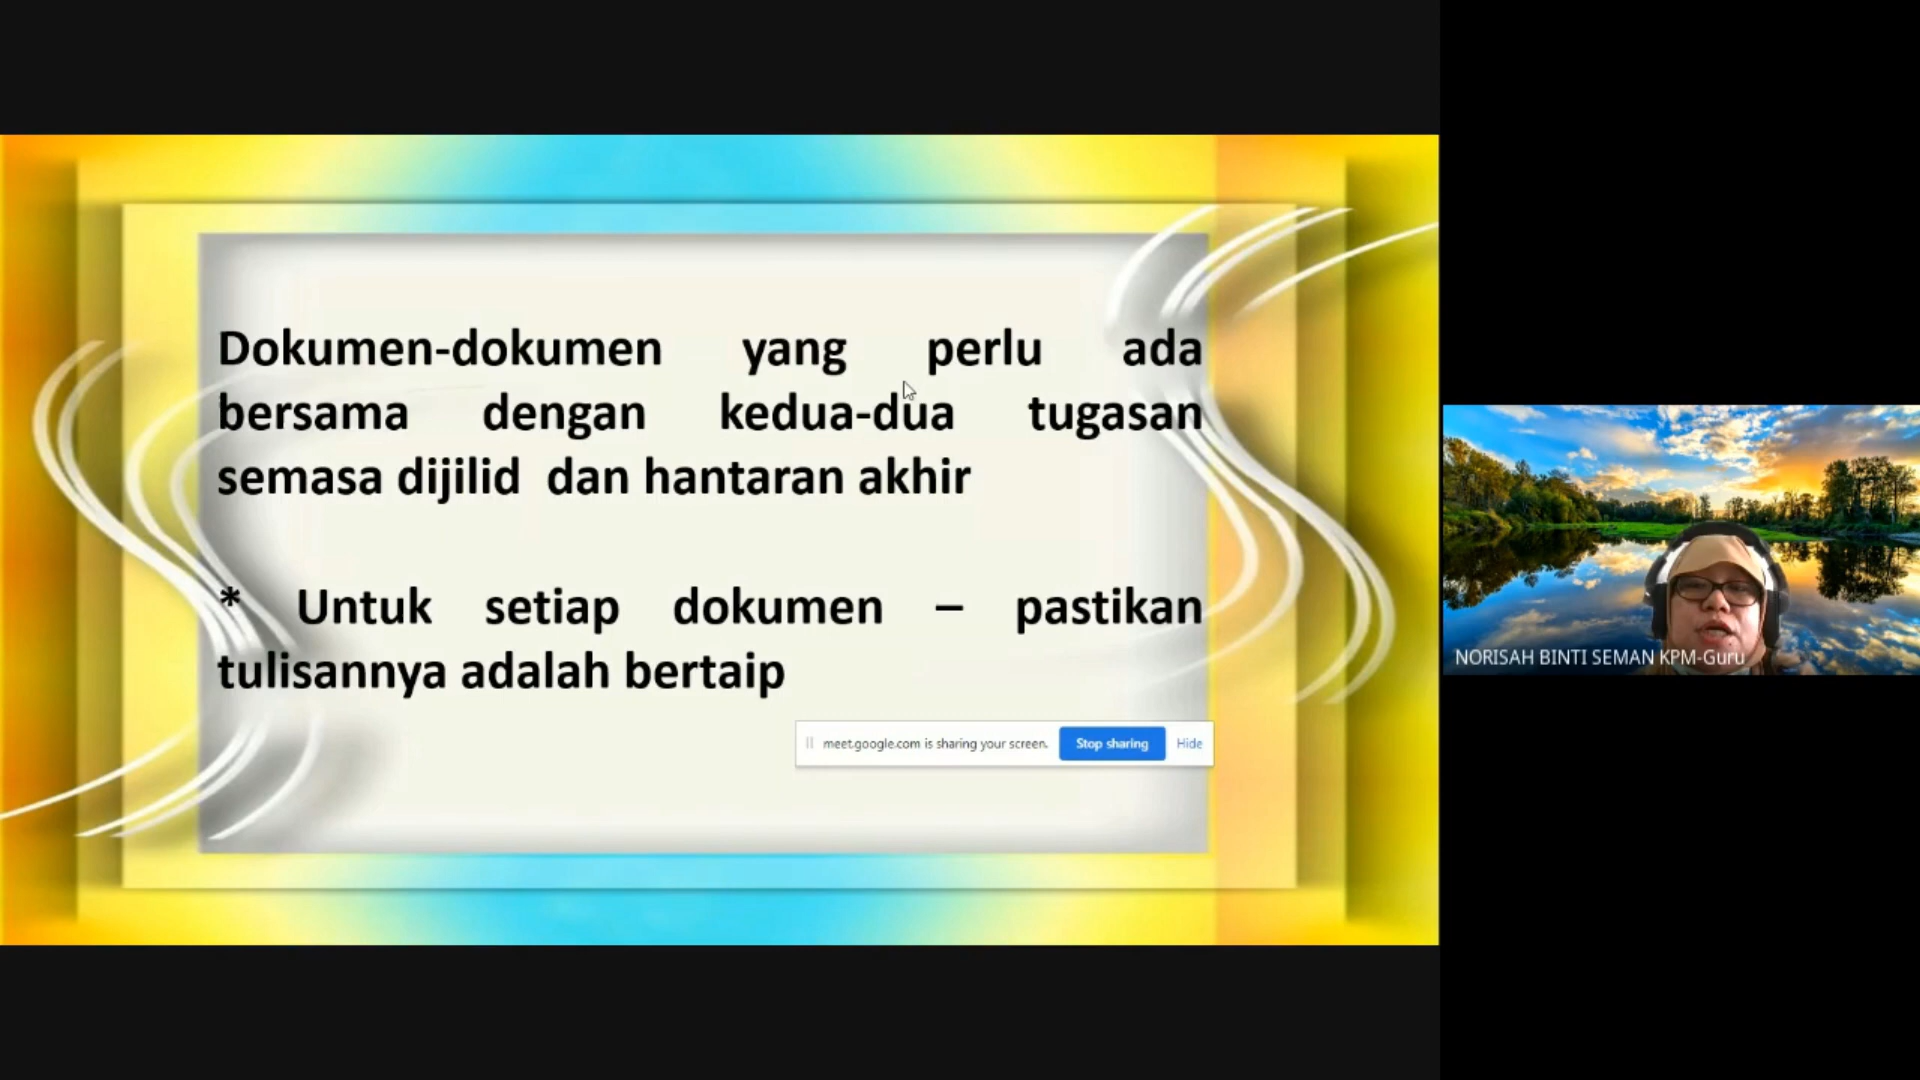 Dokumen-dokumen yang perlu ada
bersama dengan kedua-dua tugasan
semasa dijilid dan hantaran akhir
* Untuk setiap dokumen – pastikan
tulisannya adalah bertaip
meet.google.com is sharing your screen. Stop sharing Hide
NORISAH BINTI SEMAN KPM-Guru